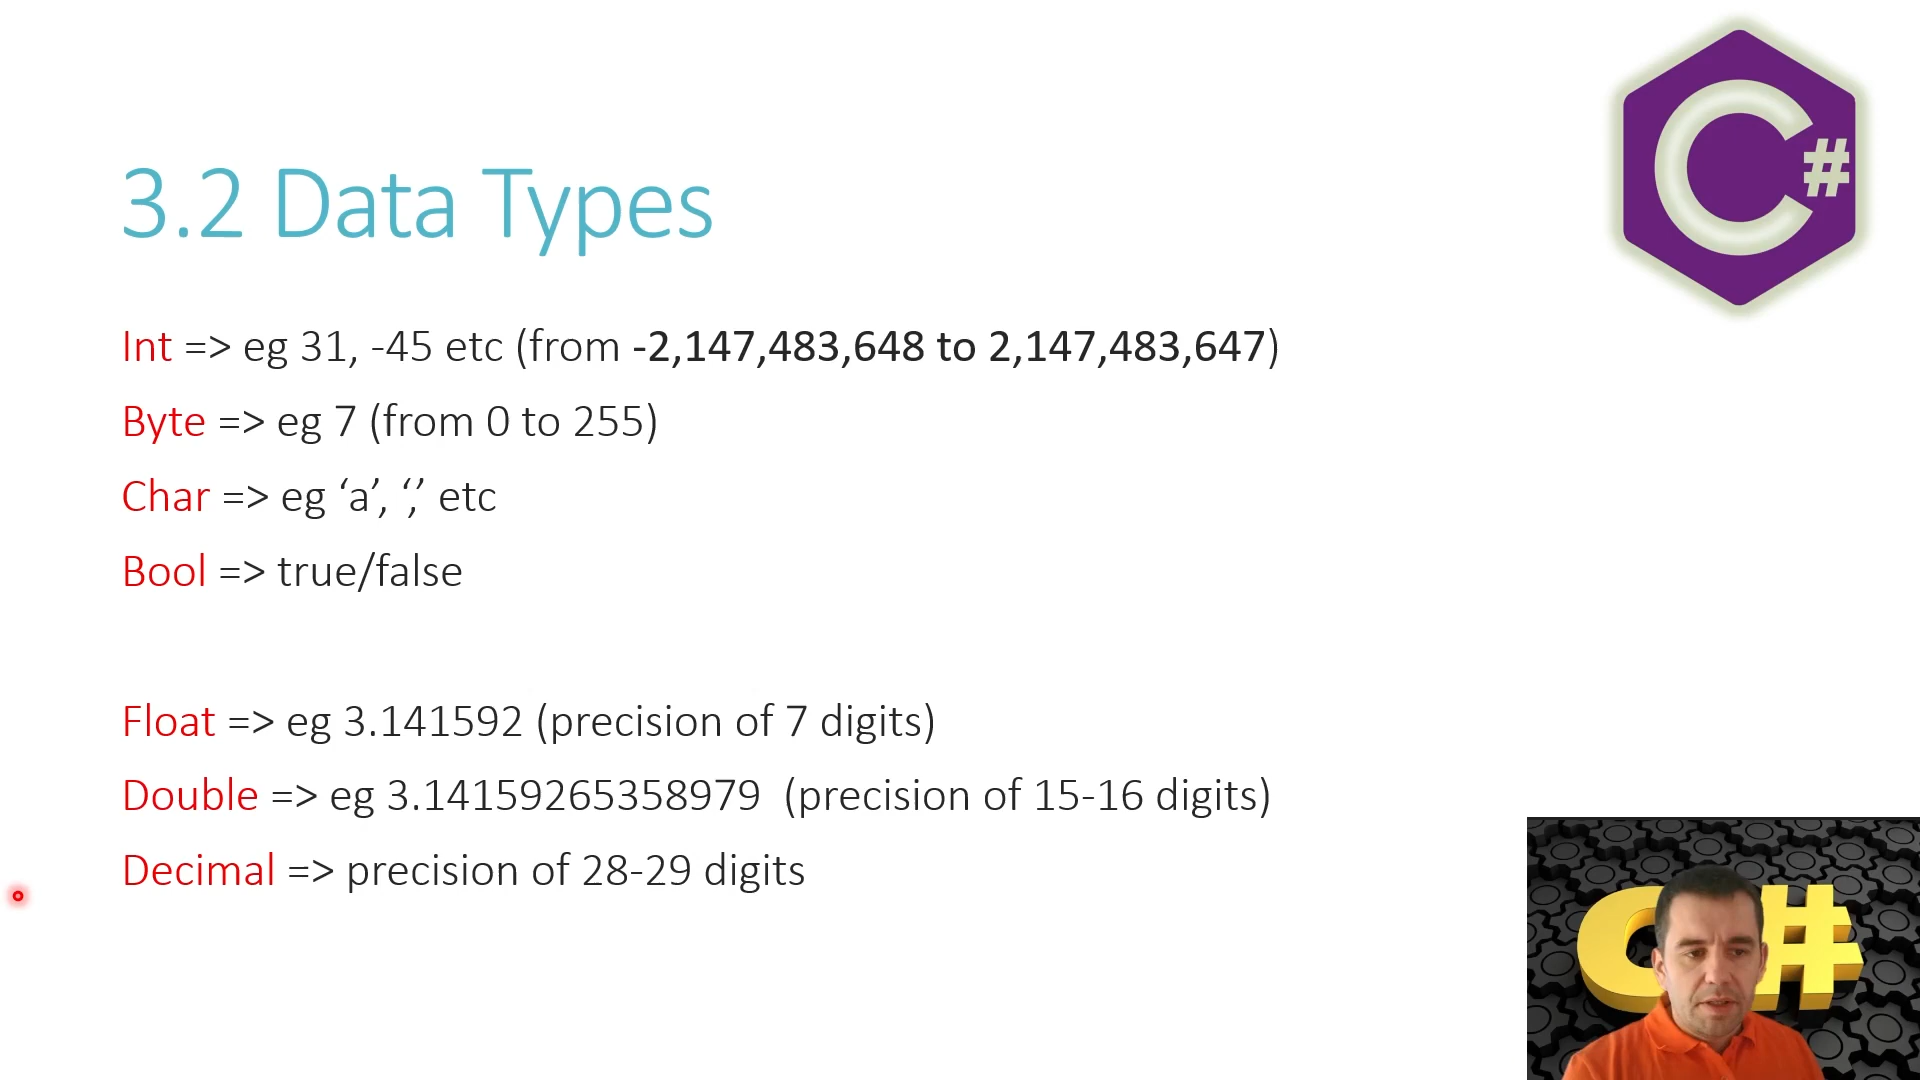 C#
3.2 Data Types
Int => eg 31, -45 etc (from -2,147,483,648 to 2,147,483,647)
Byte => eg 7 (from 0 to 255)
Char => eg ‘a’, ‘,’ etc
Bool => true/false
Float => eg 3.141592 (precision of 7 digits)
Double => eg 3.14159265358979  (precision of 15-16 digits)
Decimal => precision of 28-29 digits
C#